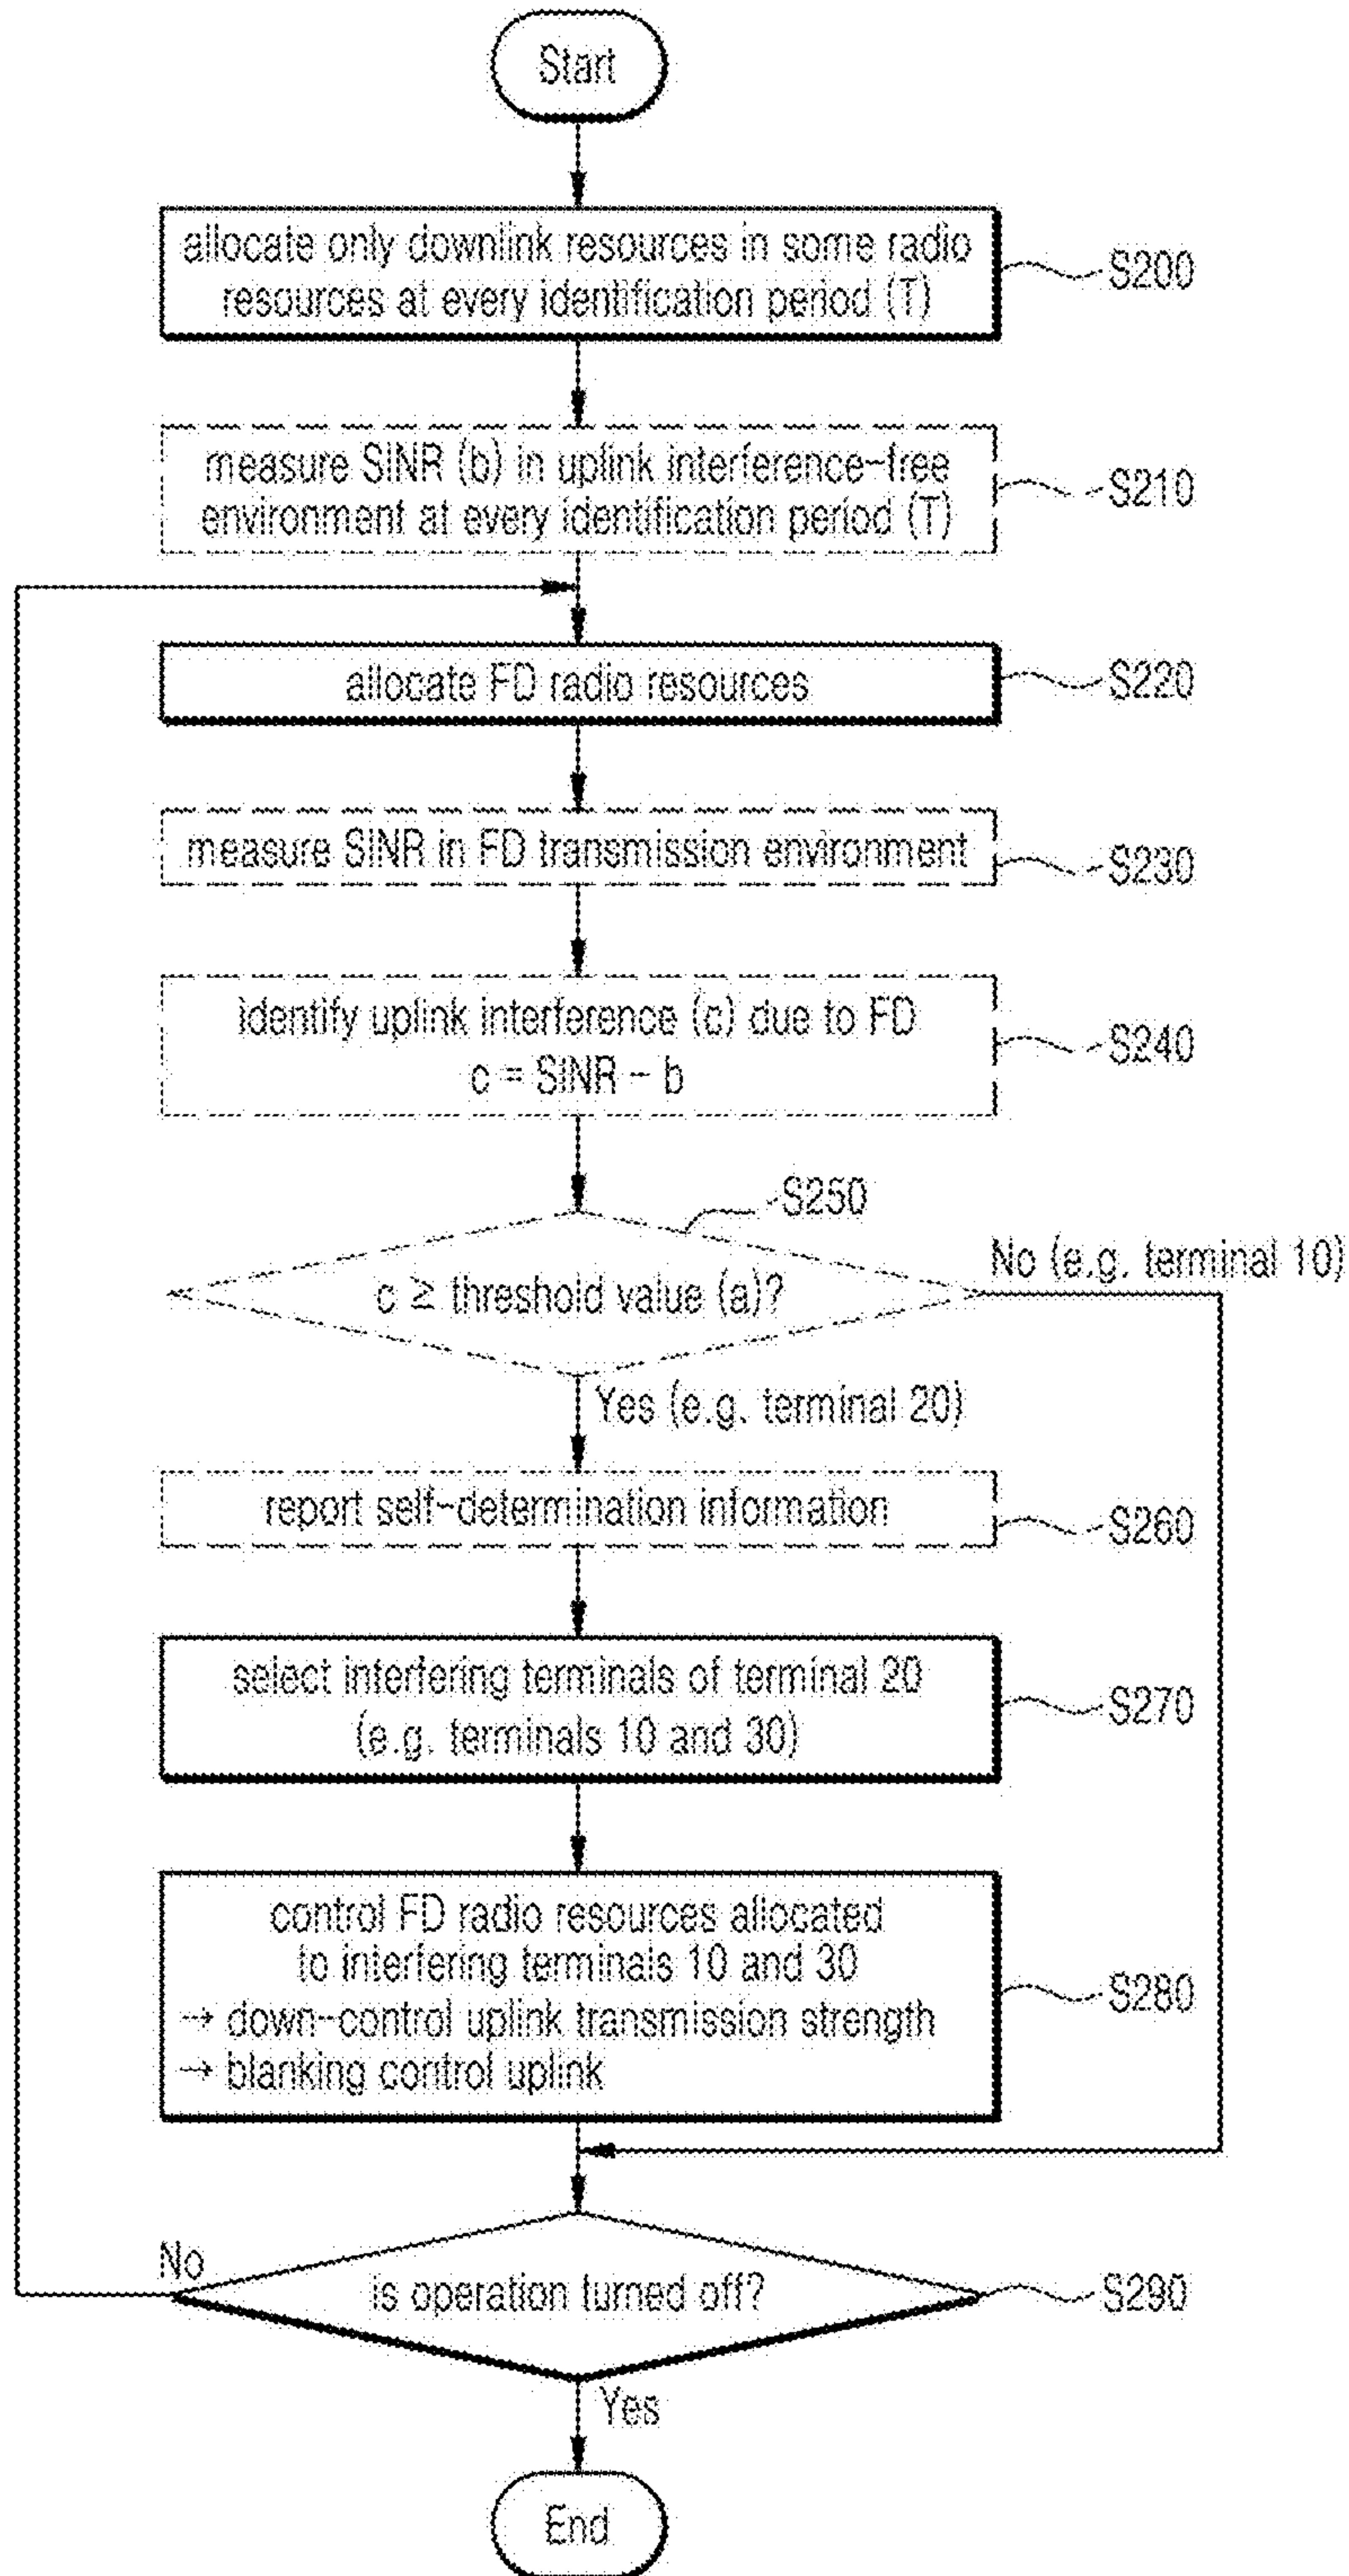 Start
allocate only downlink resources in some radio
resources at every identification period (T)
S200
measure SINR (b) in uplink interference-free
environment at every identification period (T)
S210
allocate FD radio resources
S220
measure SINR in FD transmission environment
S230
identify uplink interference (c) due to FD
c = SINR - b
S240
S250
c ≥ threshold value (a)?
No (e.g. terminal 10)
Yes (e.g. terminal 20)
report self-determination information
S260
select interfering terminals of terminal 20
(e.g. terminals 10 and 30)
S270
control FD radio resources allocated
to interfering terminals 10 and 30
→ down-control uplink transmission strength
→ blanking control uplink
S280
No
is operation turned off?
S290
Yes
End